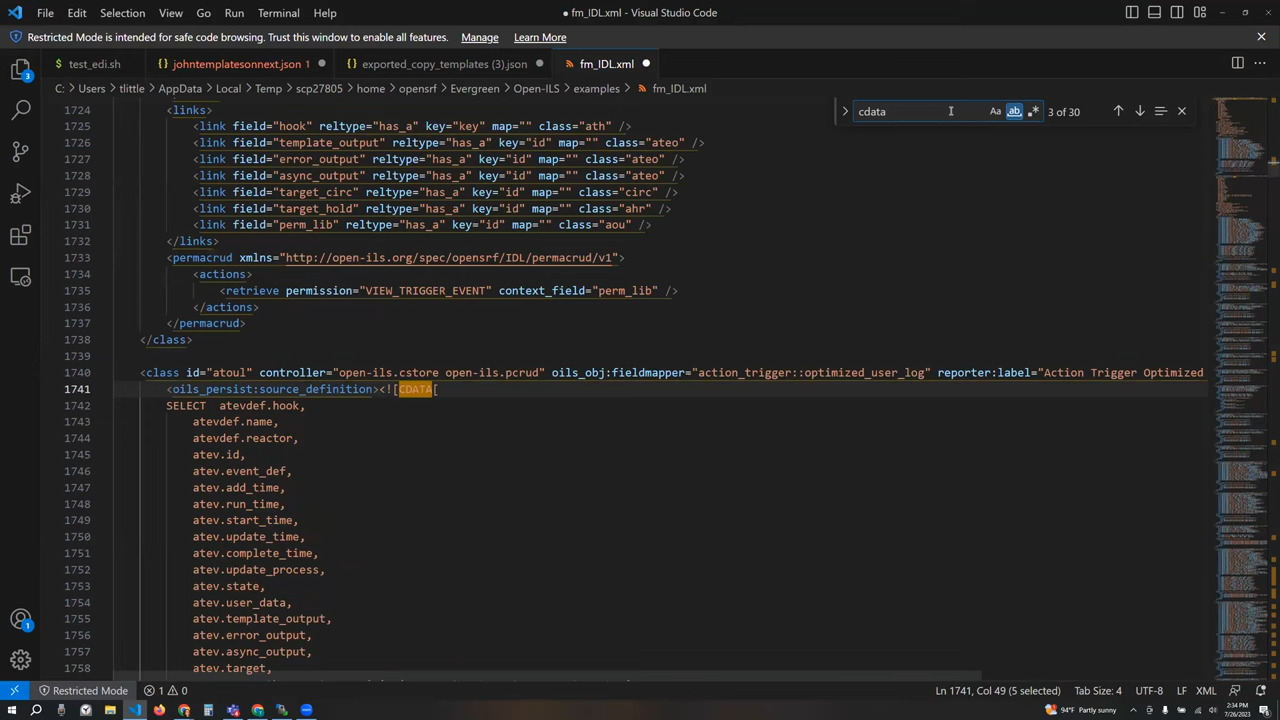 File Edit Selection View Go Run Terminal Help
● fm_IDL.xml - Visual Studio Code
Restricted Mode is intended for safe code browsing. Trust this window to enable all features. Manage Learn More
test_edi.sh
johntemplatesonnext.json 1
exported_copy_templates (3).json
fm_IDL.xml
C: > Users > tlittle > AppData > Local > Temp > scp27805 > home > opensrf > Evergreen > Open-ILS > examples > fm_IDL.xml
cdata
Aa ab .* 3 of 30
1724 <links>
1725 <link field="hook" reltype="has_a" key="key" map="" class="ath" />
1726 <link field="template_output" reltype="has_a" key="id" map="" class="ateo" />
1727 <link field="error_output" reltype="has_a" key="id" map="" class="ateo" />
1728 <link field="async_output" reltype="has_a" key="id" map="" class="ateo" />
1729 <link field="target_circ" reltype="has_a" key="id" map="" class="circ" />
1730 <link field="target_hold" reltype="has_a" key="id" map="" class="ahr" />
1731 <link field="perm_lib" reltype="has_a" key="id" map="" class="aou" />
1732 </links>
1733 <permacrud xmlns="http://open-ils.org/spec/opensrf/IDL/permacrud/v1">
1734 <actions>
1735 <retrieve permission="VIEW_TRIGGER_EVENT" context_field="perm_lib" />
1736 </actions>
1737 </permacrud>
1738 </class>
1739
1740 <class id="atoul" controller="open-ils.cstore open-ils.pc oils_obj:fieldmapper="action_trigger::optimized_user_log" reporter:label="Action Trigger Optimized
1741 <oils_persist:source_definition><![CDATA[
1742 SELECT atevdef.hook,
1743 atevdef.name,
1744 atevdef.reactor,
1745 atev.id,
1746 atev.event_def,
1747 atev.add_time,
1748 atev.run_time,
1749 atev.start_time,
1750 atev.update_time,
1751 atev.complete_time,
1752 atev.update_process,
1753 atev.state,
1754 atev.user_data,
1755 atev.template_output,
1756 atev.error_output,
1757 atev.async_output,
1758 atev.target,
3
1
Restricted Mode 1 0
Ln 1741, Col 49 (5 selected) Tab Size: 4 UTF-8 LF XML
94°F Partly sunny
2:34 PM
7/26/2023